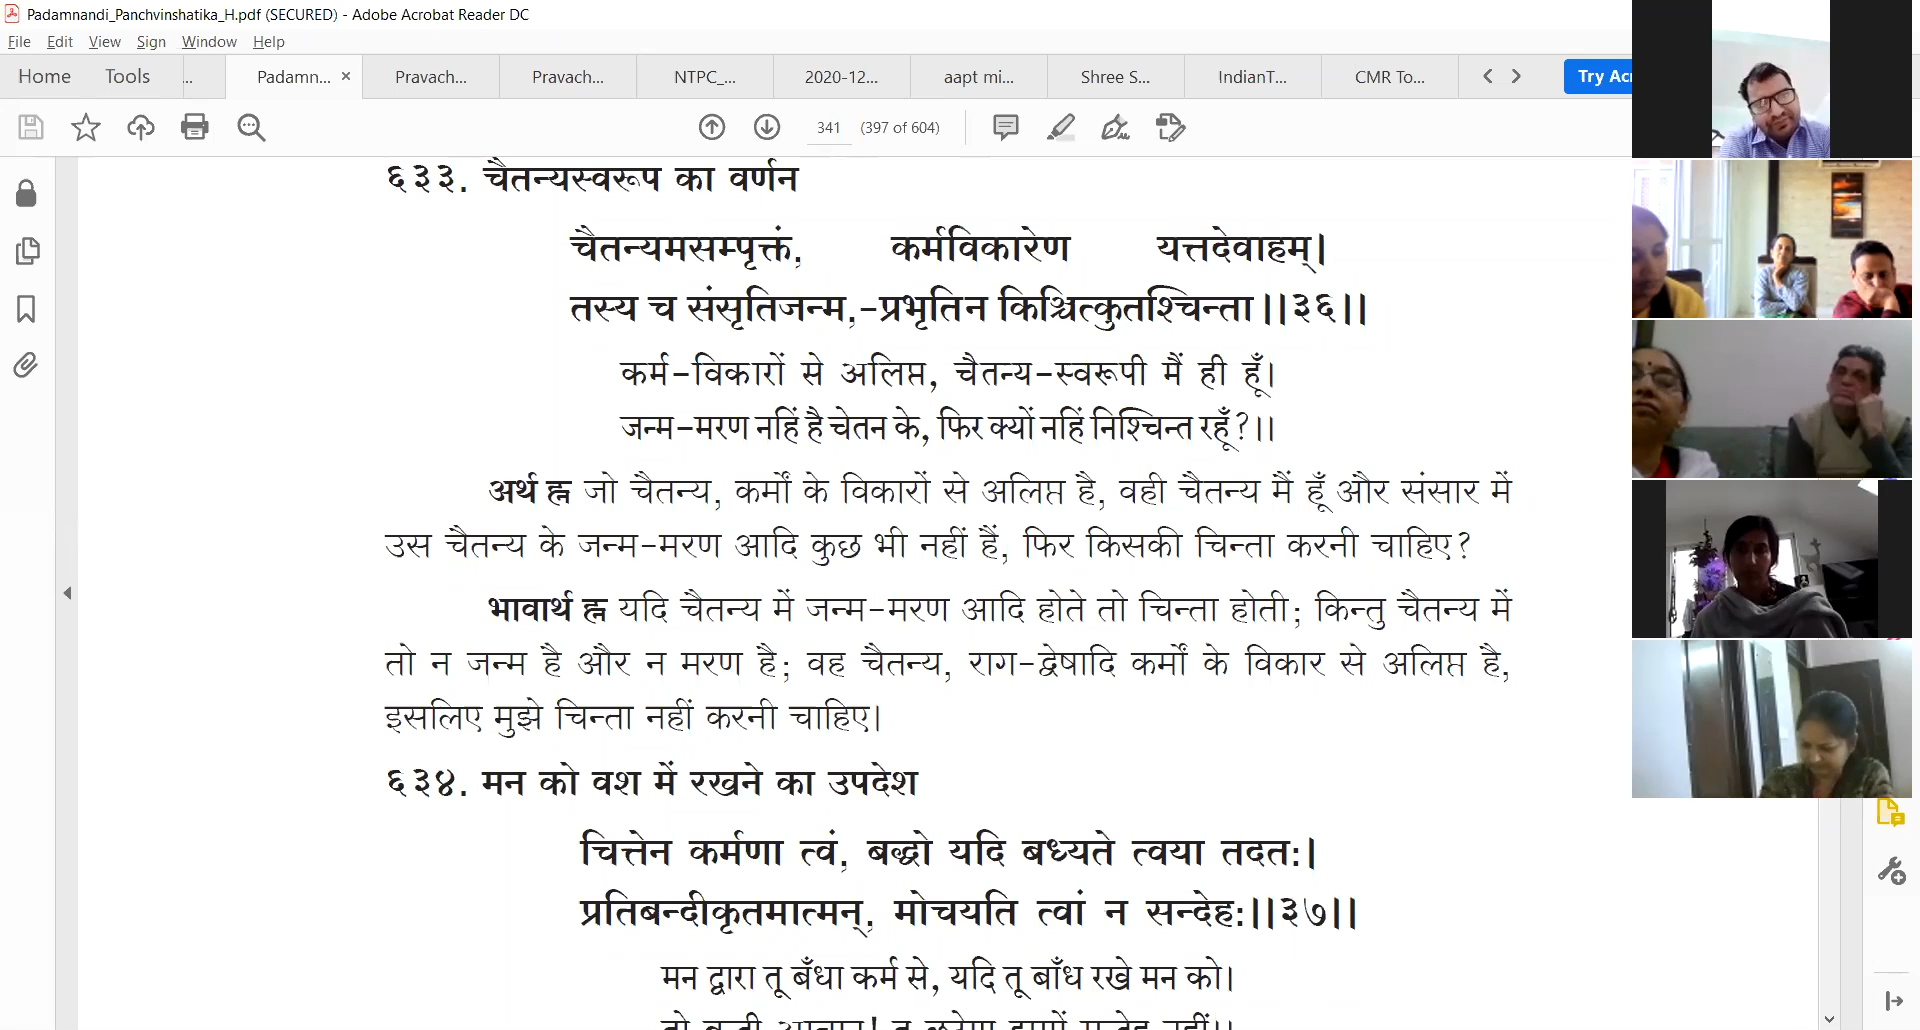 Padamnandi_Panchvinshatika_H.pdf (SECURED) - Adobe Acrobat Reader DC
File Edit View Sign Window Help
Home Tools ... Padamn... × Pravach... Pravach... NTPC_... 2020-12... aapt mi... Shree S... IndianT... CMR To... Try Acr
341 (397 of 604)
६३३. चैतन्यस्वरूप का वर्णन
चैतन्यमसम्पृक्तं, कर्मविकारेण यत्तदेवाहम्।
तस्य च संसृतिजन्म,-प्रभृतिन किञ्चित्कुतश्चिन्ता।।३६।।
कर्म-विकारों से अलिप्त, चैतन्य-स्वरूपी मैं ही हूँ।
जन्म-मरण नहिं है चेतन के, फिर क्यों नहिं निश्चिन्त रहूँ?।।
अर्थ ह्न जो चैतन्य, कर्मों के विकारों से अलिप्त है, वही चैतन्य मैं हूँ और संसार में
उस चैतन्य के जन्म-मरण आदि कुछ भी नहीं हैं, फिर किसकी चिन्ता करनी चाहिए?
भावार्थ ह्न यदि चैतन्य में जन्म-मरण आदि होते तो चिन्ता होती; किन्तु चैतन्य में
तो न जन्म है और न मरण है; वह चैतन्य, राग-द्वेषादि कर्मों के विकार से अलिप्त है,
इसलिए मुझे चिन्ता नहीं करनी चाहिए।
६३४. मन को वश में रखने का उपदेश
चित्तेन कर्मणा त्वं, बद्धो यदि बध्यते त्वया तदतः।
प्रतिबन्दीकृतमात्मन्, मोचयति त्वां न सन्देहः।।३७।।
मन द्वारा तू बँधा कर्म से, यदि तू बाँध रखे मन को।